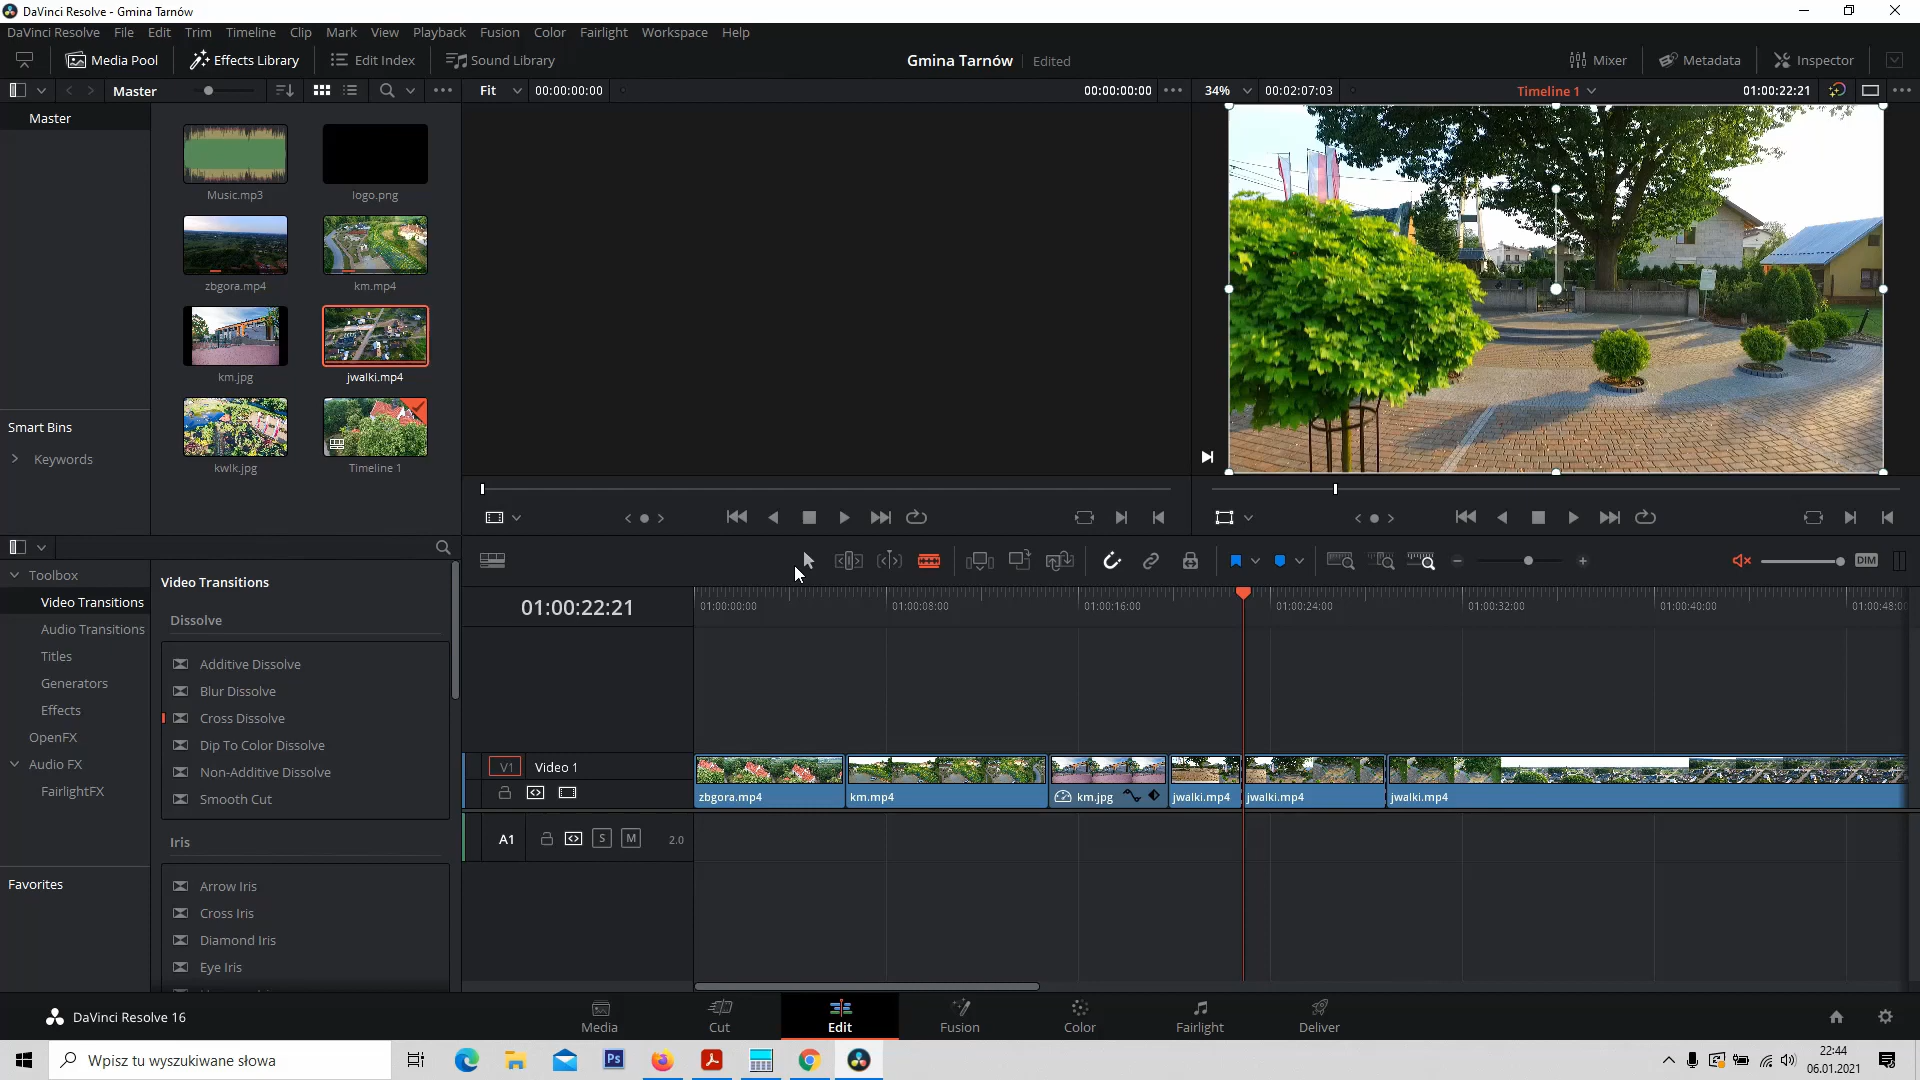 DaVinci Resolve - Gmina Tarnów
DaVinci Resolve File Edit Trim Timeline Clip Mark View Playback Fusion Color Fairlight Workspace Help
Media Pool Effects Library Edit Index Sound Library Gmina Tarnów Edited Mixer Metadata Inspector
Master Fit 00:00:00:00 00:00:00:00 34% 00:02:07:03 Timeline 1 01:00:22:21
Master
Music.mp3 logo.png
zbgora.mp4 km.mp4
km.jpg jwalki.mp4
kwlk.jpg Timeline 1
Smart Bins
Keywords
DIM
Toolbox
Video Transitions
Audio Transitions
Titles
Generators
Effects
OpenFX
Audio FX
FairlightFX
Favorites
Video Transitions
Dissolve
Additive Dissolve
Blur Dissolve
Cross Dissolve
Dip To Color Dissolve
Non-Additive Dissolve
Smooth Cut
Iris
Arrow Iris
Cross Iris
Diamond Iris
Eye Iris
01:00:22:21 01:00:00:00 01:00:08:00 01:00:16:00 01:00:24:00 01:00:32:00 01:00:40:00 01:00:48:00
V1 Video 1
zbgora.mp4 km.mp4 km.jpg jwalki.mp4 jwalki.mp4 jwalki.mp4
A1 S M 2.0
DaVinci Resolve 16 Media Cut Edit Fusion Color Fairlight Deliver
Wpisz tu wyszukiwane słowa
Ps
22:44
06.01.2021